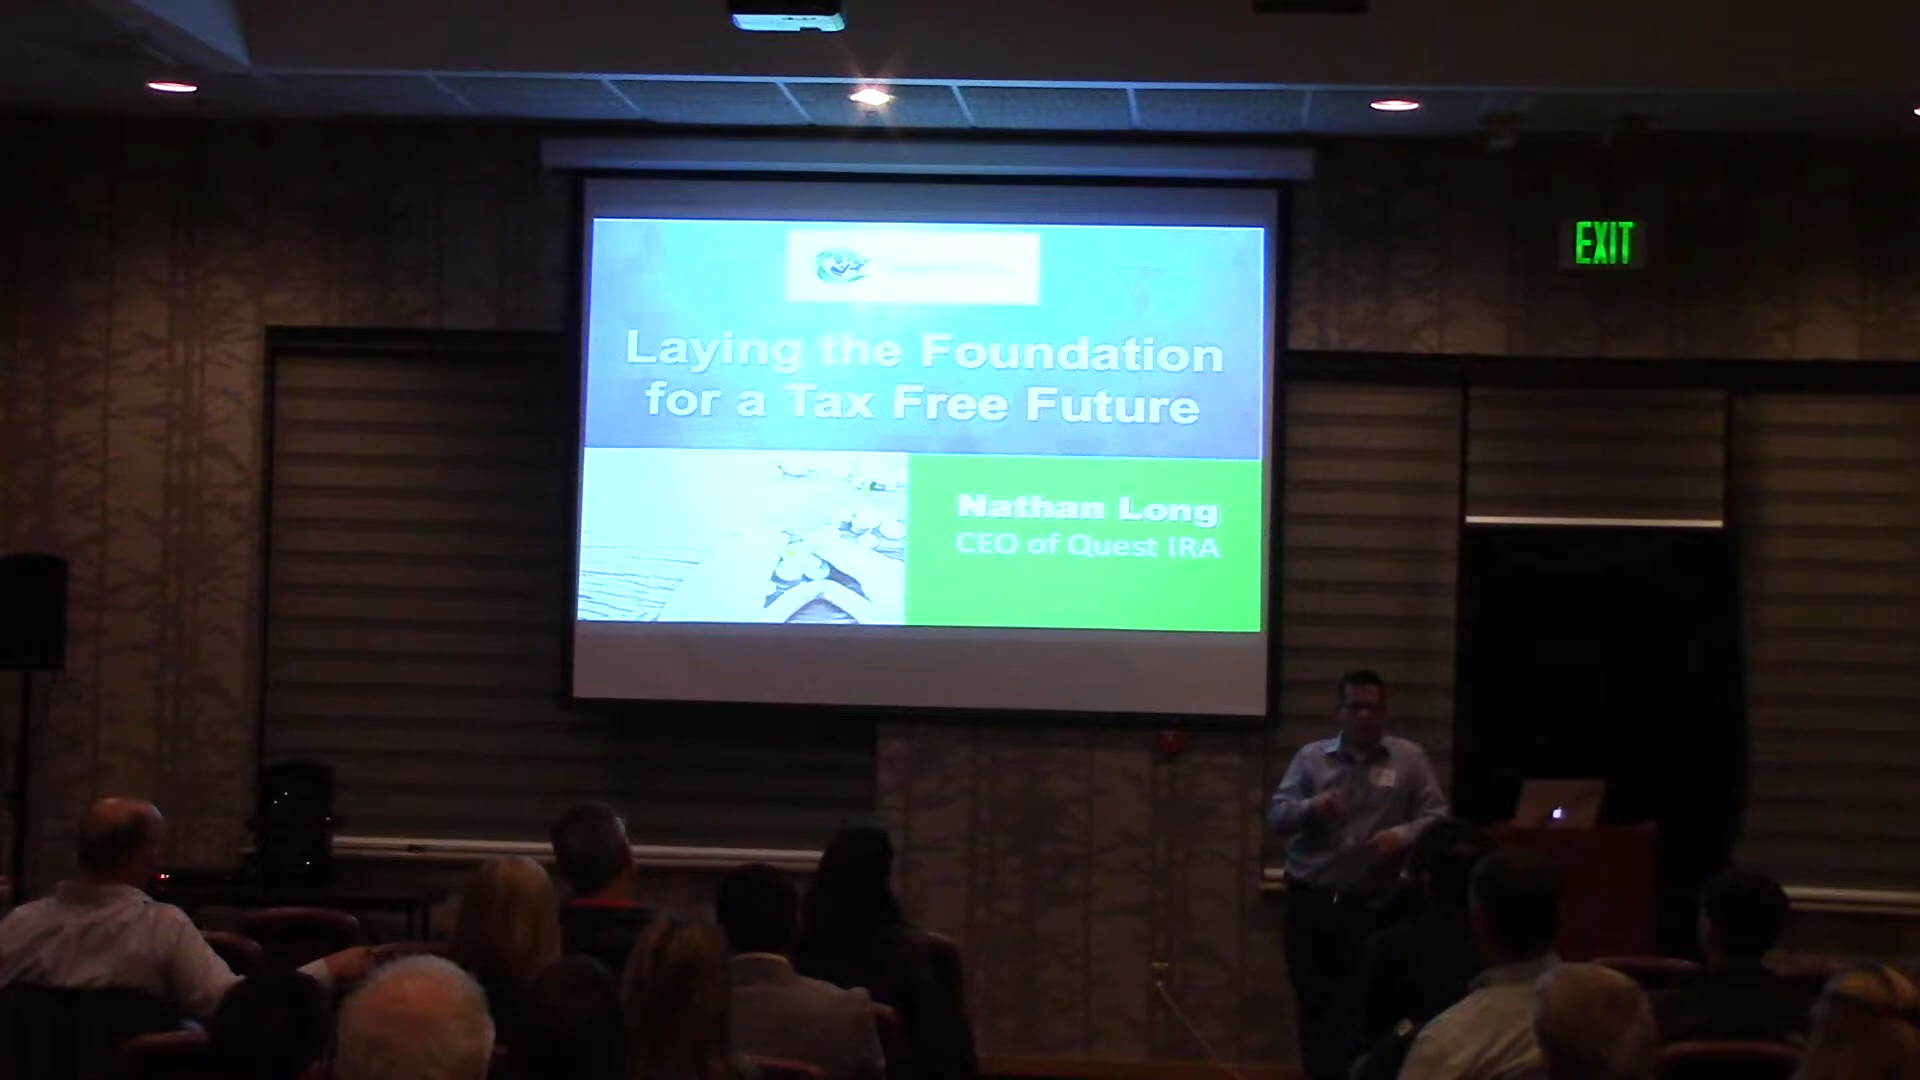 EXIT
Laying the Foundation
for a Tax Free Future
Nathan Long
CEO of Quest IRA